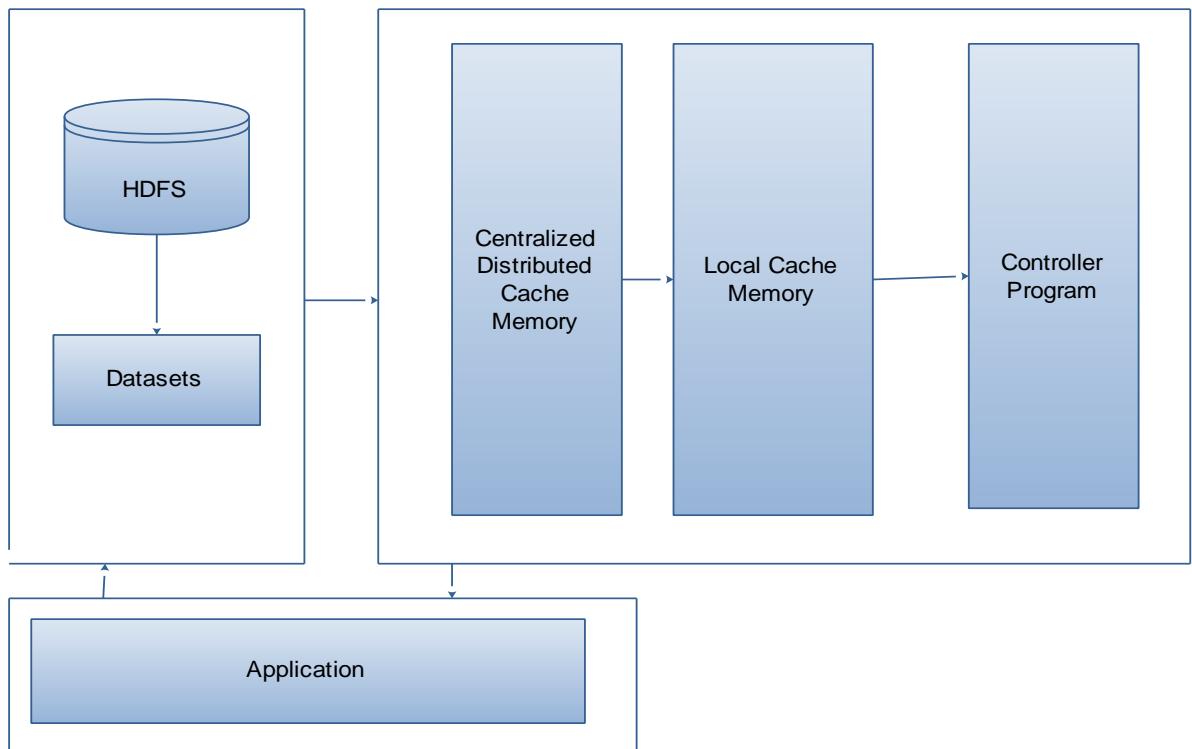 HDFS
Datasets
Centralized
Distributed
Cache
Memory
Local Cache
Memory
Controller
Program
Application